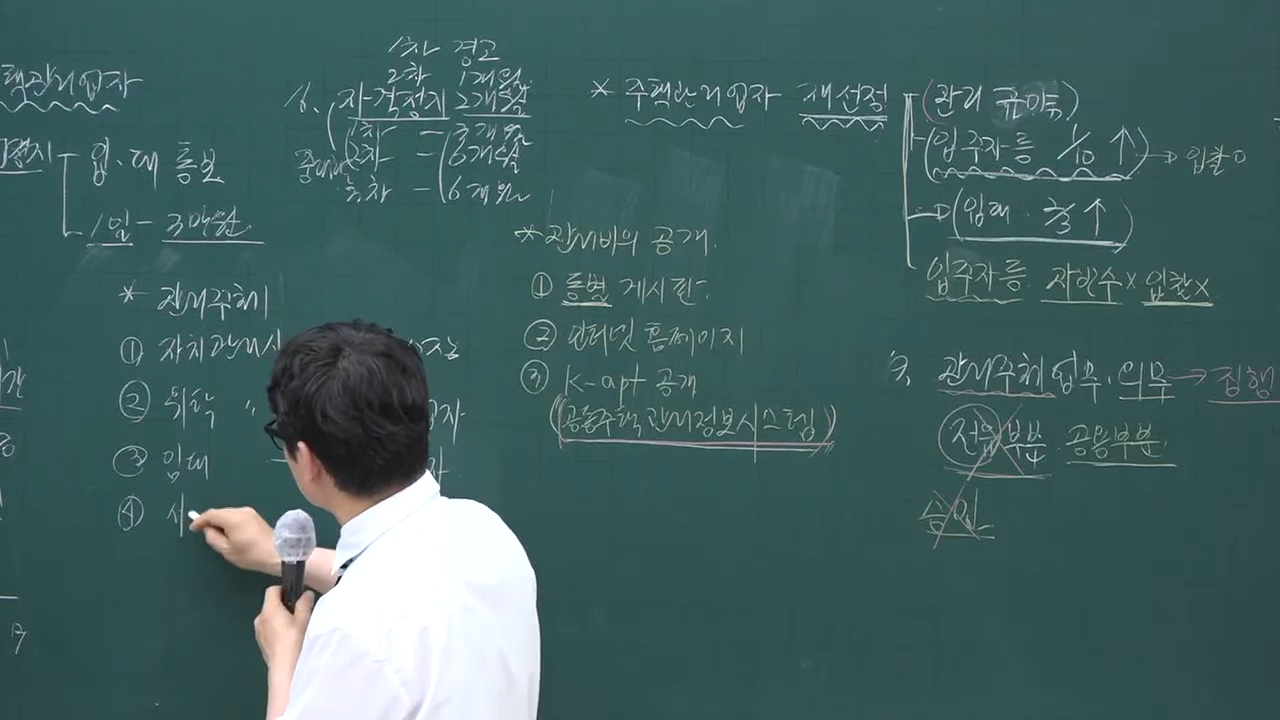 택관리업자
입·대 통보
1일 - 3만원
* 관리주체
① 자치관리
② 위탁 "
업자
③ 임대 -
④ 사
1차 경고
2차 1개월
6. 자격정지 2개월
1차 - 3개월
2차 - 6개월
3차 - 6개월
* 주택관리업자 재선정
(관리 규약)
(입주자등 1/10 ↑) → 입찰 O
→ (입대 · 2/3 ↑)
입주자등 과반수 × 입찰 ×
* 관리비의 공개.
① 동별 게시판
② 인터넷 홈페이지
③ K-apt 공개
(공동주택관리정보시스템)
9. 관리주체 업무·의무 → 집행
전유부분 공용부분.
승인